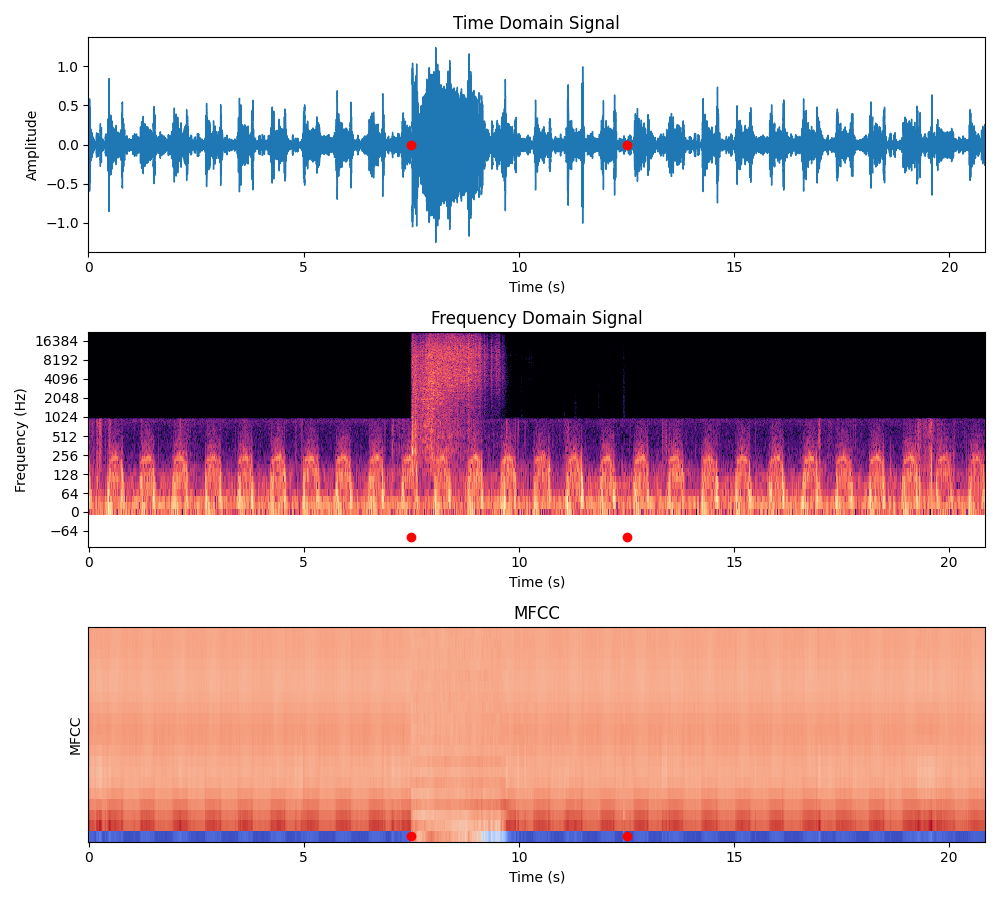 Time Domain Signal
1.0
0.5
0.0
−0.5
−1.0
Amplitude
0 5 10 15 20
Time (s)
Frequency Domain Signal
16384
8192
4096
2048
1024
512
256
128
64
0
−64
Frequency (Hz)
0 5 10 15 20
Time (s)
MFCC
MFCC
0 5 10 15 20
Time (s)